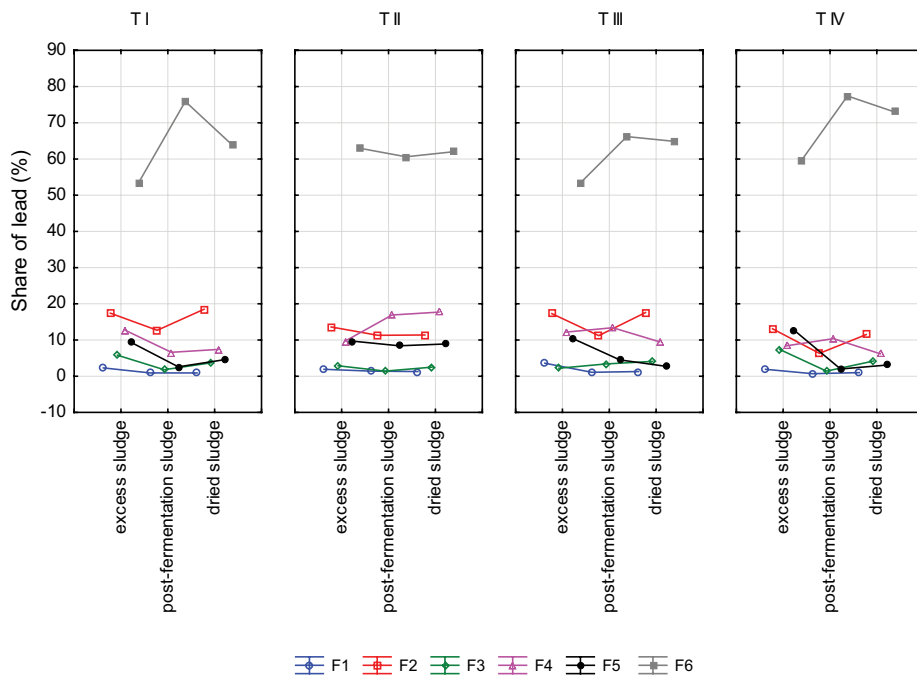 T I T II T III T IV
Share of lead (%)
90
80
70
60
50
40
30
20
10
0
-10
excess sludge
post-fermentation sludge
dried sludge
excess sludge
post-fermentation sludge
dried sludge
excess sludge
post-fermentation sludge
dried sludge
excess sludge
post-fermentation sludge
dried sludge
F1 F2 F3 F4 F5 F6